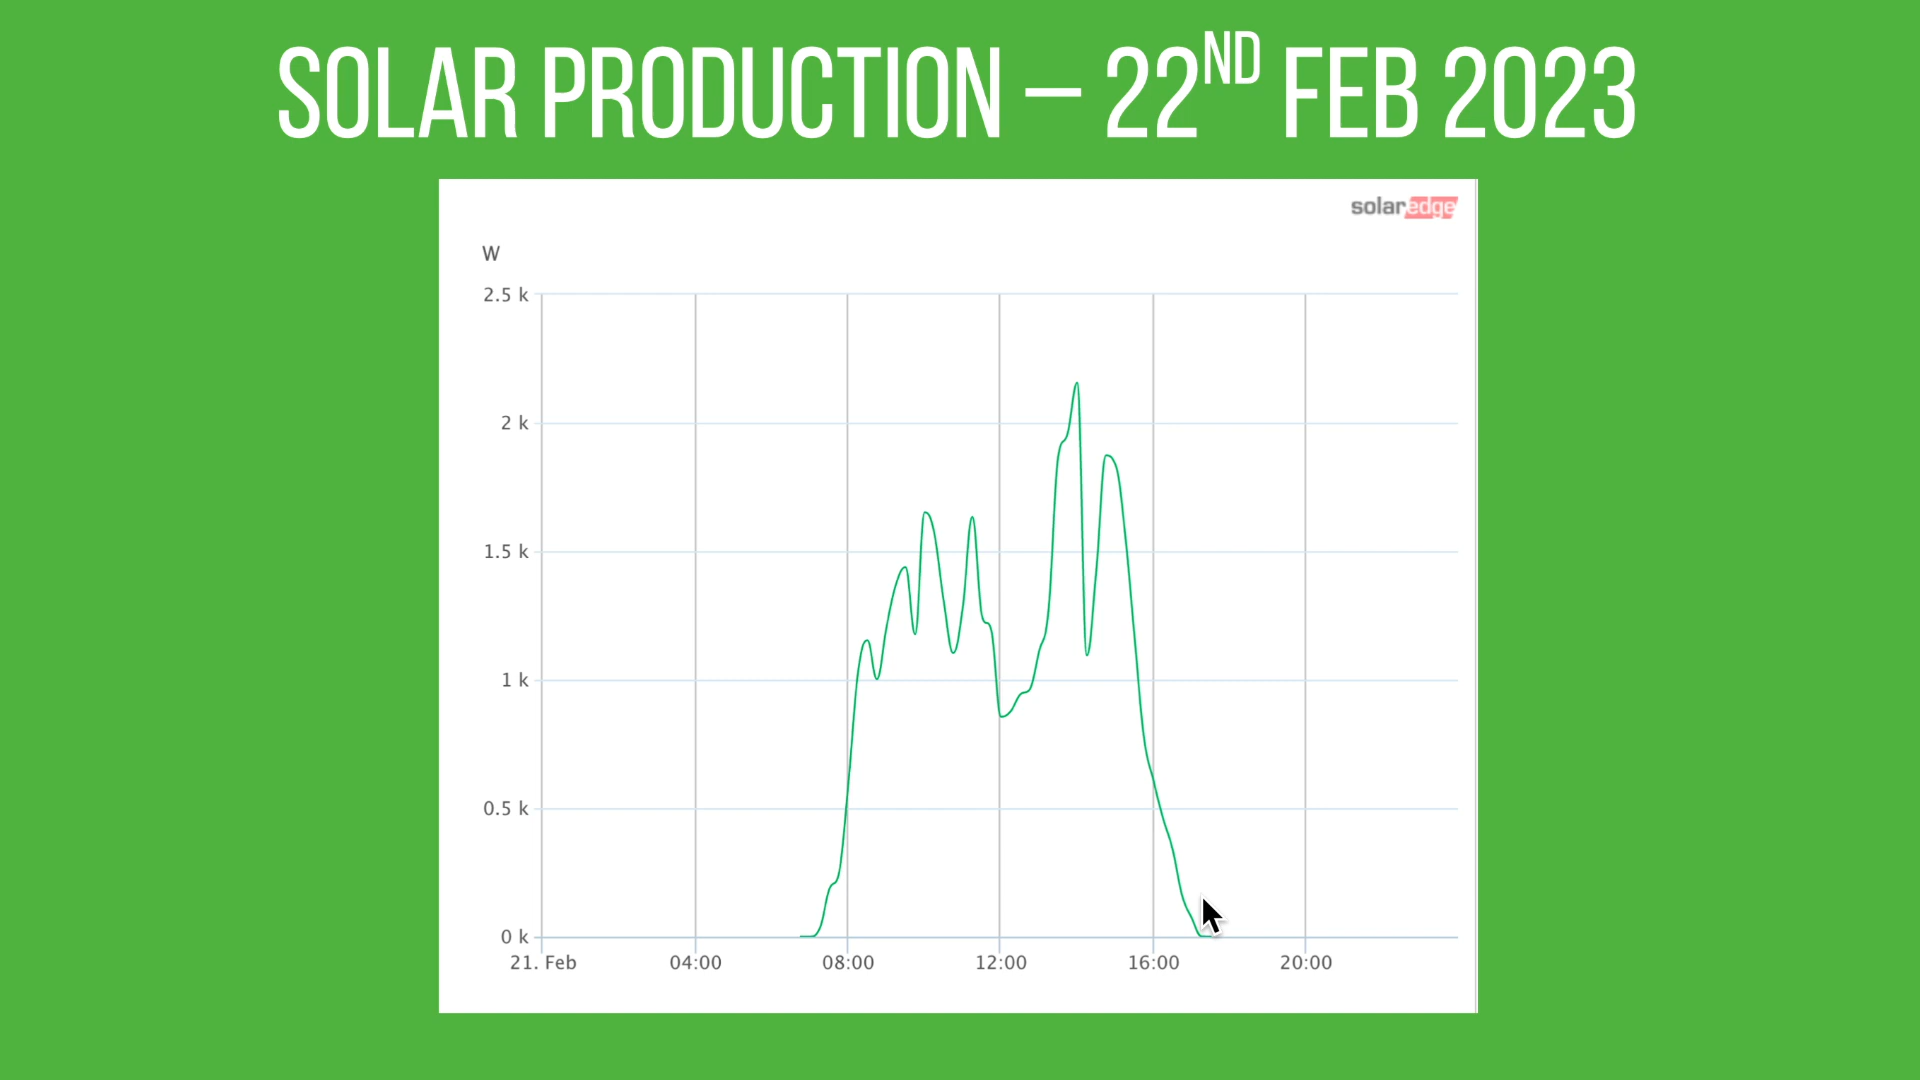 SOLAR PRODUCTION – 22ND FEB 2023
solaredge
W
2.5 k
2 k
1.5 k
1 k
0.5 k
0 k
21. Feb 04:00 08:00 12:00 16:00 20:00